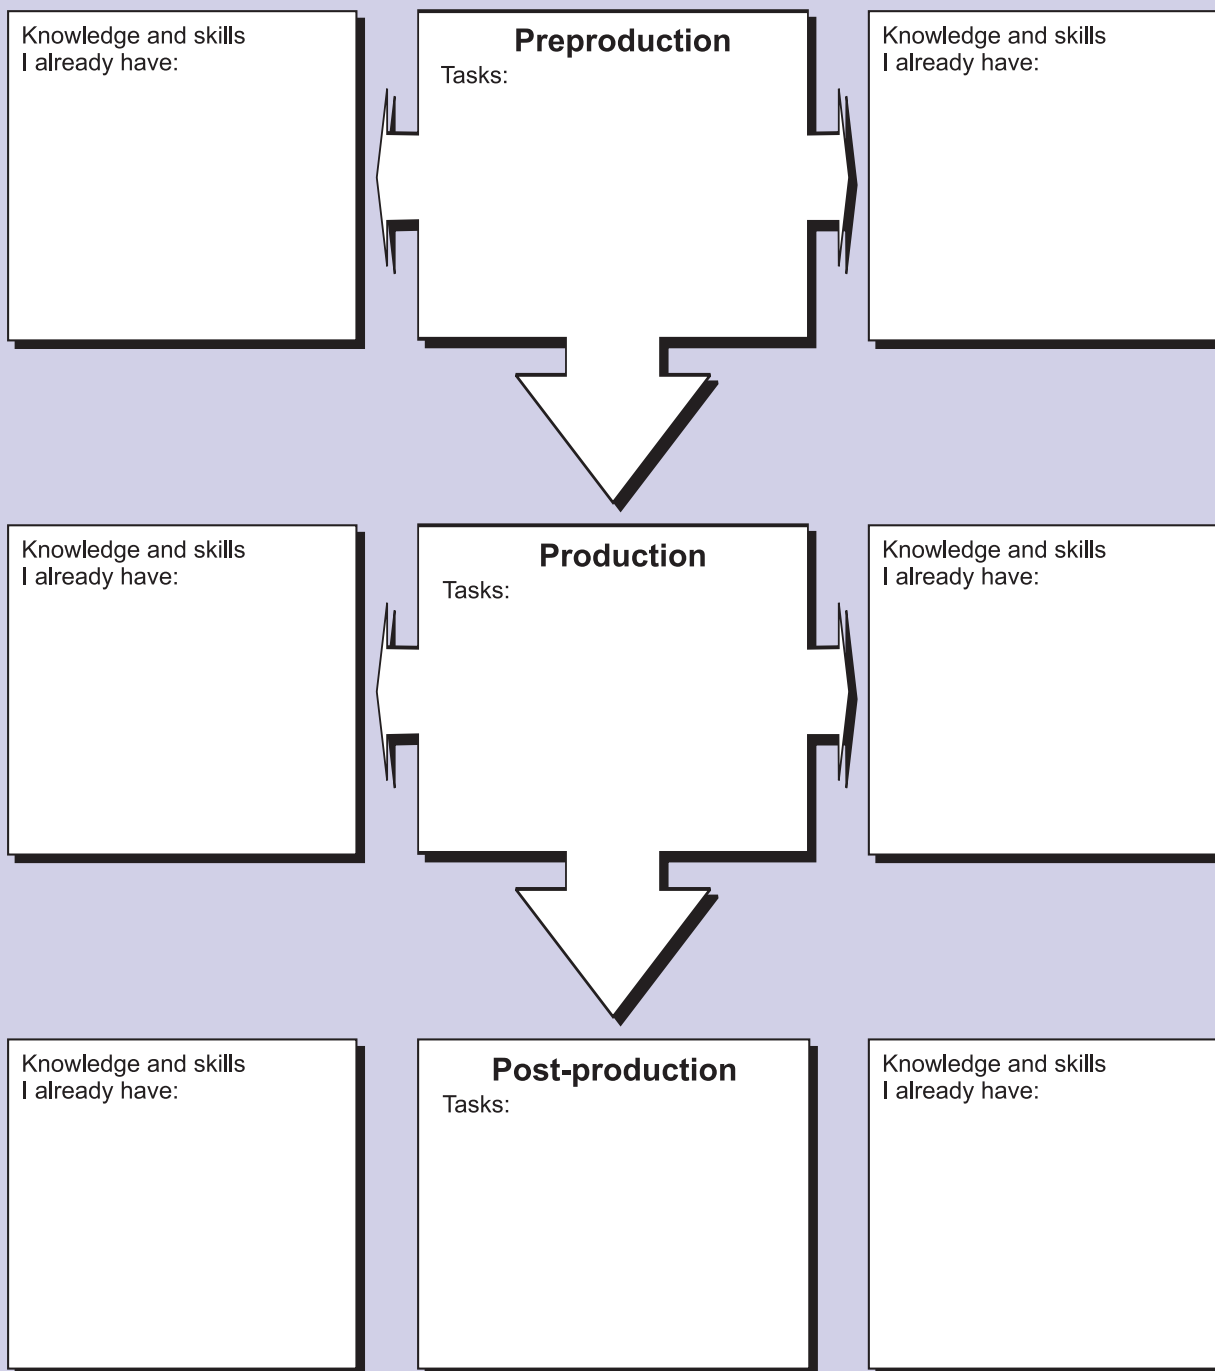 Knowledge and skills
I already have:
Preproduction
Tasks:
Knowledge and skills
I already have:
Knowledge and skills
I already have:
Production
Tasks:
Knowledge and skills
I already have:
Knowledge and skills
I already have:
Post-production
Tasks:
Knowledge and skills
I already have: